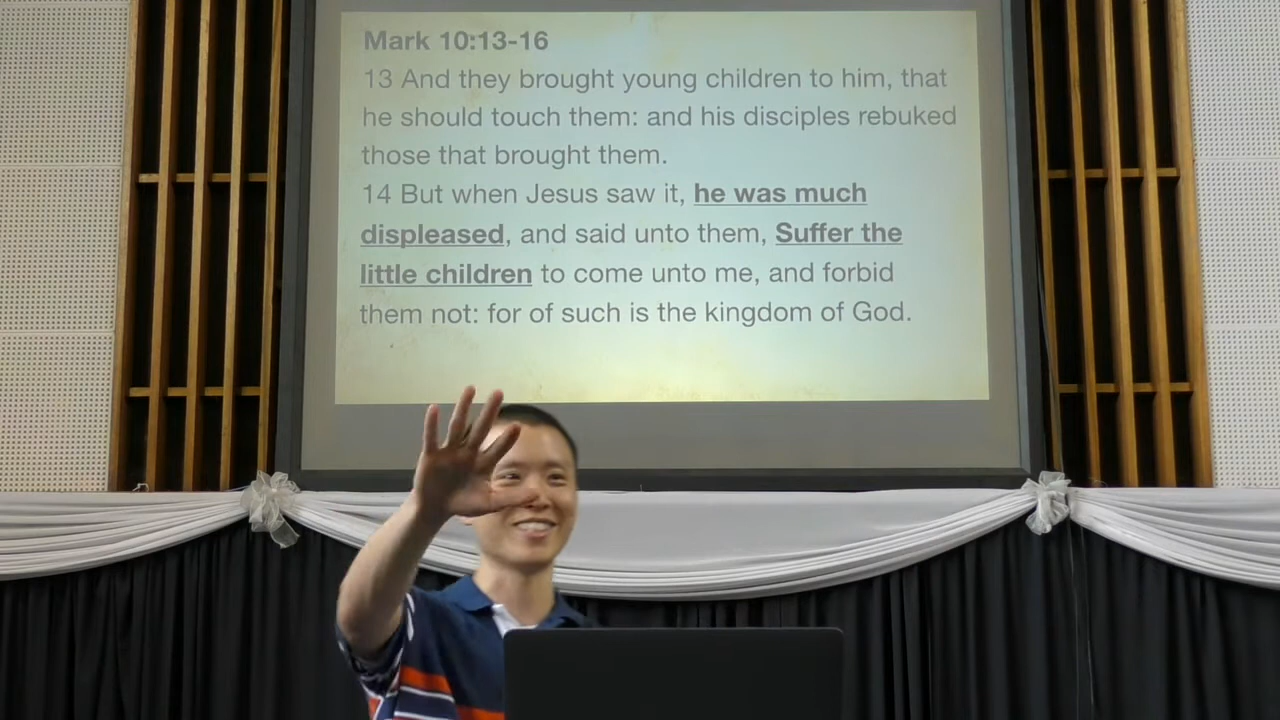 Mark 10:13-16
13 And they brought young children to him, that
he should touch them: and his disciples rebuked
those that brought them.
14 But when Jesus saw it, he was much
displeased, and said unto them, Suffer the
little children to come unto me, and forbid
them not: for of such is the kingdom of God.